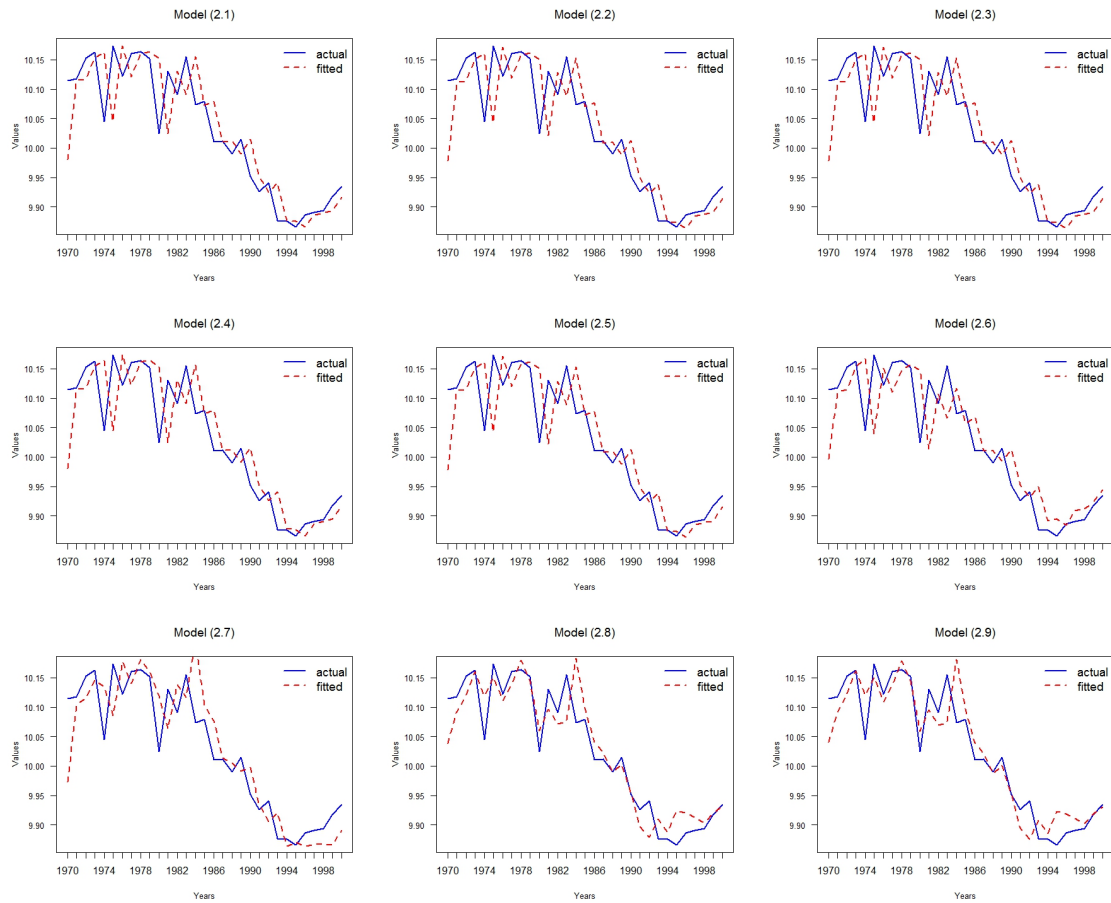 Model (2.1)
Model (2.2)
Model (2.3)
actual
fitted
actual
fitted
actual
fitted
10.15
10.10
10.05
10.00
9.95
9.90
Values
10.15
10.10
10.05
10.00
9.95
9.90
Values
10.15
10.10
10.05
10.00
9.95
9.90
Values
1970 1974 1978 1982 1986 1990 1994 1998
1970 1974 1978 1982 1986 1990 1994 1998
1970 1974 1978 1982 1986 1990 1994 1998
Years
Years
Years
Model (2.4)
Model (2.5)
Model (2.6)
actual
fitted
actual
fitted
actual
fitted
10.15
10.10
10.05
10.00
9.95
9.90
Values
10.15
10.10
10.05
10.00
9.95
9.90
Values
10.15
10.10
10.05
10.00
9.95
9.90
Values
1970 1974 1978 1982 1986 1990 1994 1998
1970 1974 1978 1982 1986 1990 1994 1998
1970 1974 1978 1982 1986 1990 1994 1998
Years
Years
Years
Model (2.7)
Model (2.8)
Model (2.9)
actual
fitted
actual
fitted
actual
fitted
10.15
10.10
10.05
10.00
9.95
9.90
Values
10.15
10.10
10.05
10.00
9.95
9.90
Values
10.15
10.10
10.05
10.00
9.95
9.90
Values
1970 1974 1978 1982 1986 1990 1994 1998
1970 1974 1978 1982 1986 1990 1994 1998
1970 1974 1978 1982 1986 1990 1994 1998
Years
Years
Years